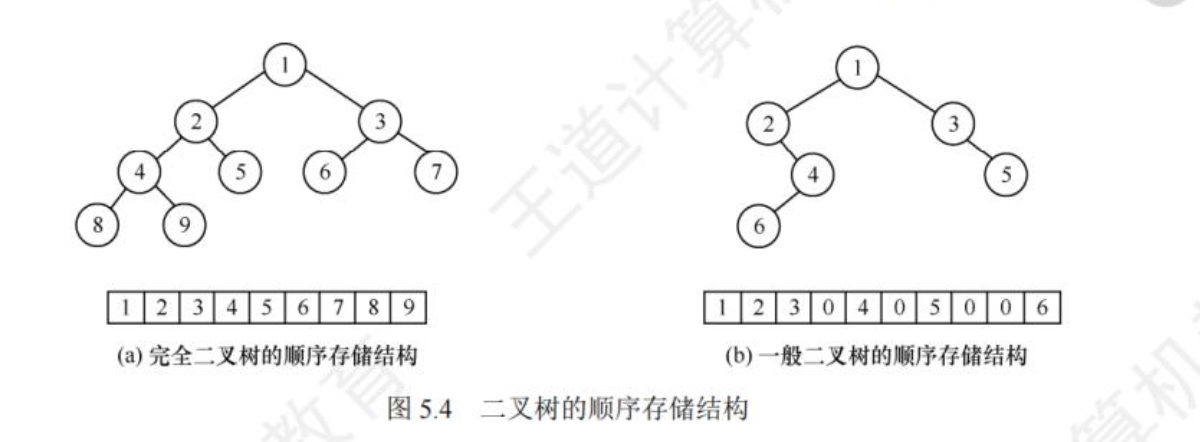 1
2 3
4 5 6 7
8 9
1 2 3 4 5 6 7 8 9
(a) 完全二叉树的顺序存储结构
1
2 3
4 5
6
1 2 3 0 4 0 5 0 0 6
(b) 一般二叉树的顺序存储结构
图 5.4 二叉树的顺序存储结构
王道计算机
教育
算机